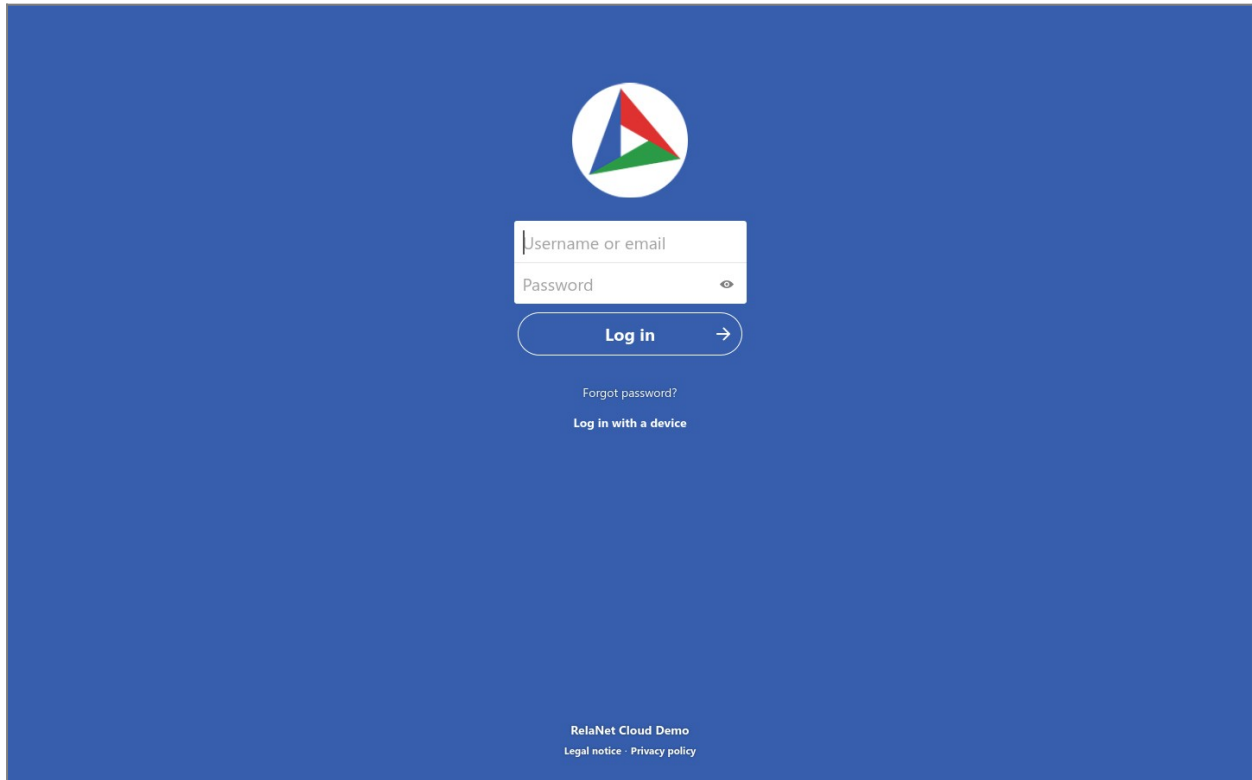 Username or email
Password
Log in
Forgot password?
Log in with a device
RelaNet Cloud Demo
Legal notice · Privacy policy